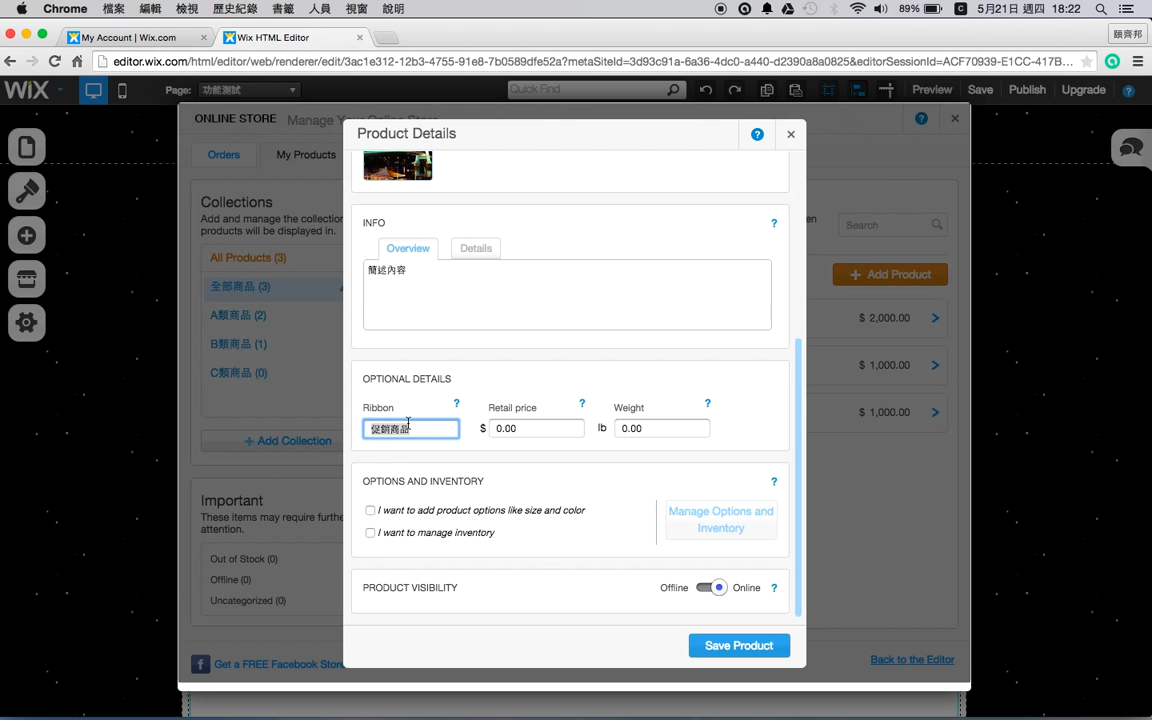 Chrome 檔案 編輯 檢視 歷史紀錄 書籤 人員 視窗 說明 89% 5月21日 週四 18:22
My Account | Wix.com
Wix HTML Editor
顧齊邦
editor.wix.com/html/editor/web/renderer/edit/3ac1e312-12b3-4755-91e8-7b0589dfe52a?metaSiteId=3d93c91a-6a36-4dc0-a440-d2390a8a0825&editorSessionId=ACF70939-E1CC-417B...
WIX Page: 功能測試 Quick Find Preview Save Publish Upgrade ?
ONLINE STORE Manage Your Online Store ?
Orders My Products
Product Details ?
Collections
Add and manage the collection
products will be displayed in.
All Products (3)
全部商品 (3)
A類商品 (2)
B類商品 (1)
C類商品 (0)
+ Add Collection
Important
These items may require furthe
attention.
Out of Stock (0)
Offline (0)
Uncategorized (0)
Get a FREE Facebook Store
INFO ?
Overview Details
簡述內容
OPTIONAL DETAILS
Ribbon ? Retail price ? Weight ?
促銷商品 $ 0.00 lb 0.00
OPTIONS AND INVENTORY ?
I want to add product options like size and color
I want to manage inventory
Manage Options and
Inventory
PRODUCT VISIBILITY Offline Online ?
Save Product
en
Search
+ Add Product
$ 2,000.00
$ 1,000.00
$ 1,000.00
Back to the Editor